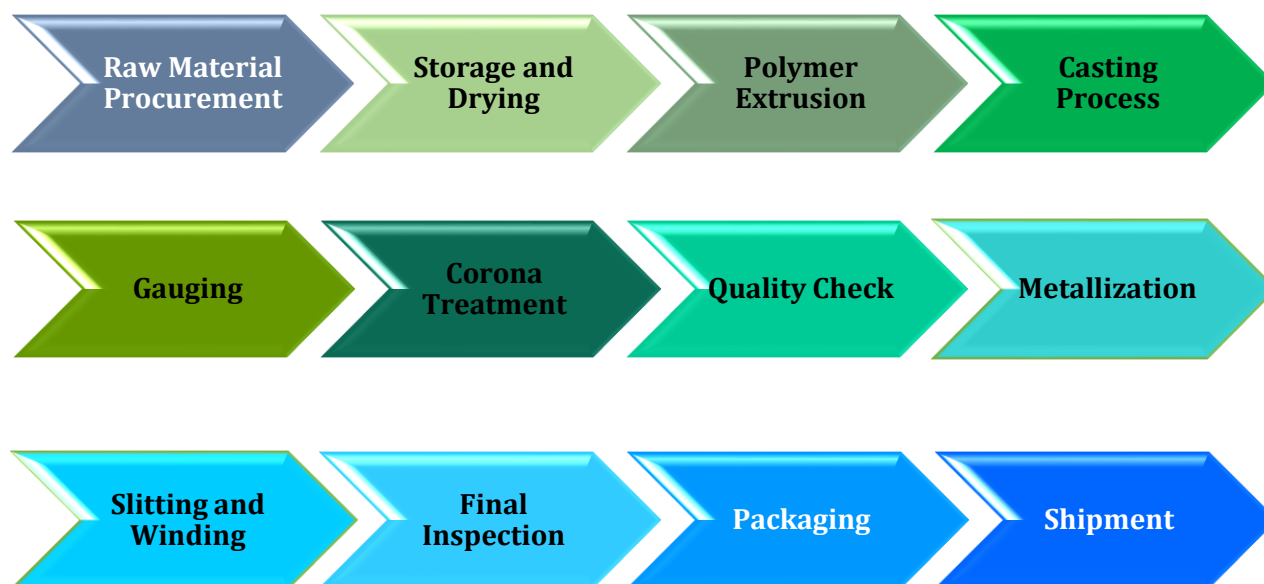 Raw Material
Procurement
Storage and
Drying
Polymer
Extrusion
Casting
Process
Gauging
Corona
Treatment
Quality Check
Metallization
Slitting and
Winding
Final
Inspection
Packaging
Shipment